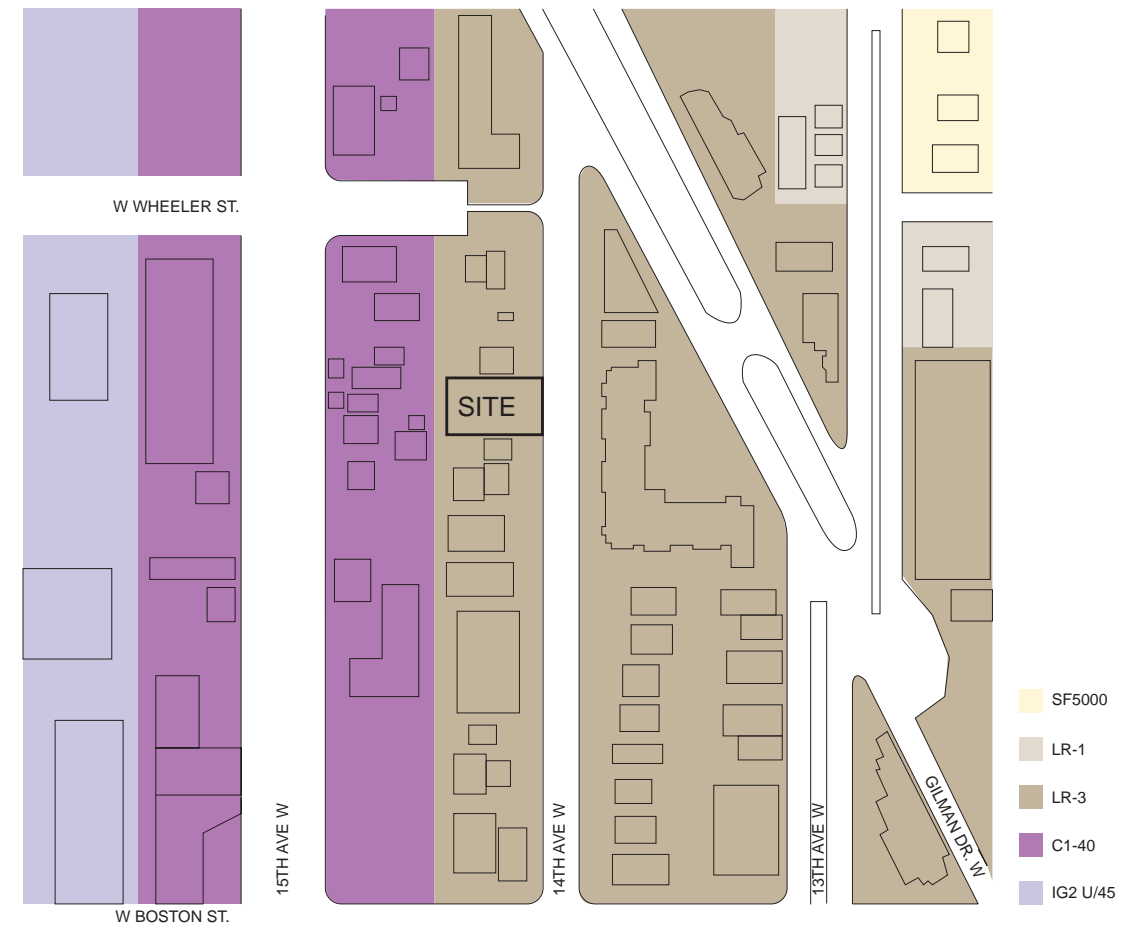 W WHEELER ST.
SITE
SF5000
LR-1
LR-3
C1-40
IG2 U/45
15TH AVE W
14TH AVE W
13TH AVE W
GILMAN DR. W
W BOSTON ST.